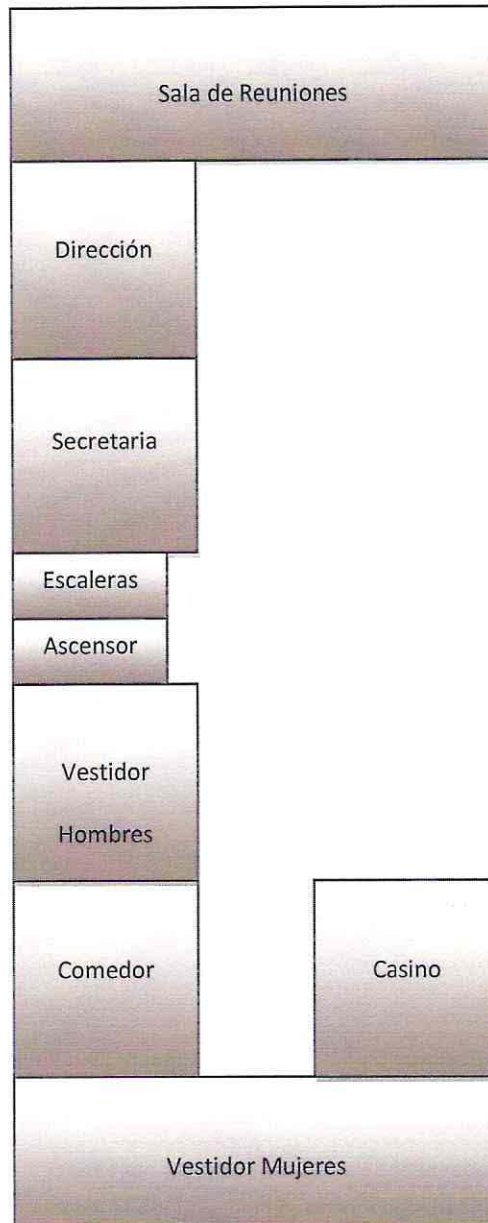 Sala de Reuniones
Dirección
Secretaria
Escaleras
Ascensor
Vestidor
Hombres
Comedor
Casino
Vestidor Mujeres